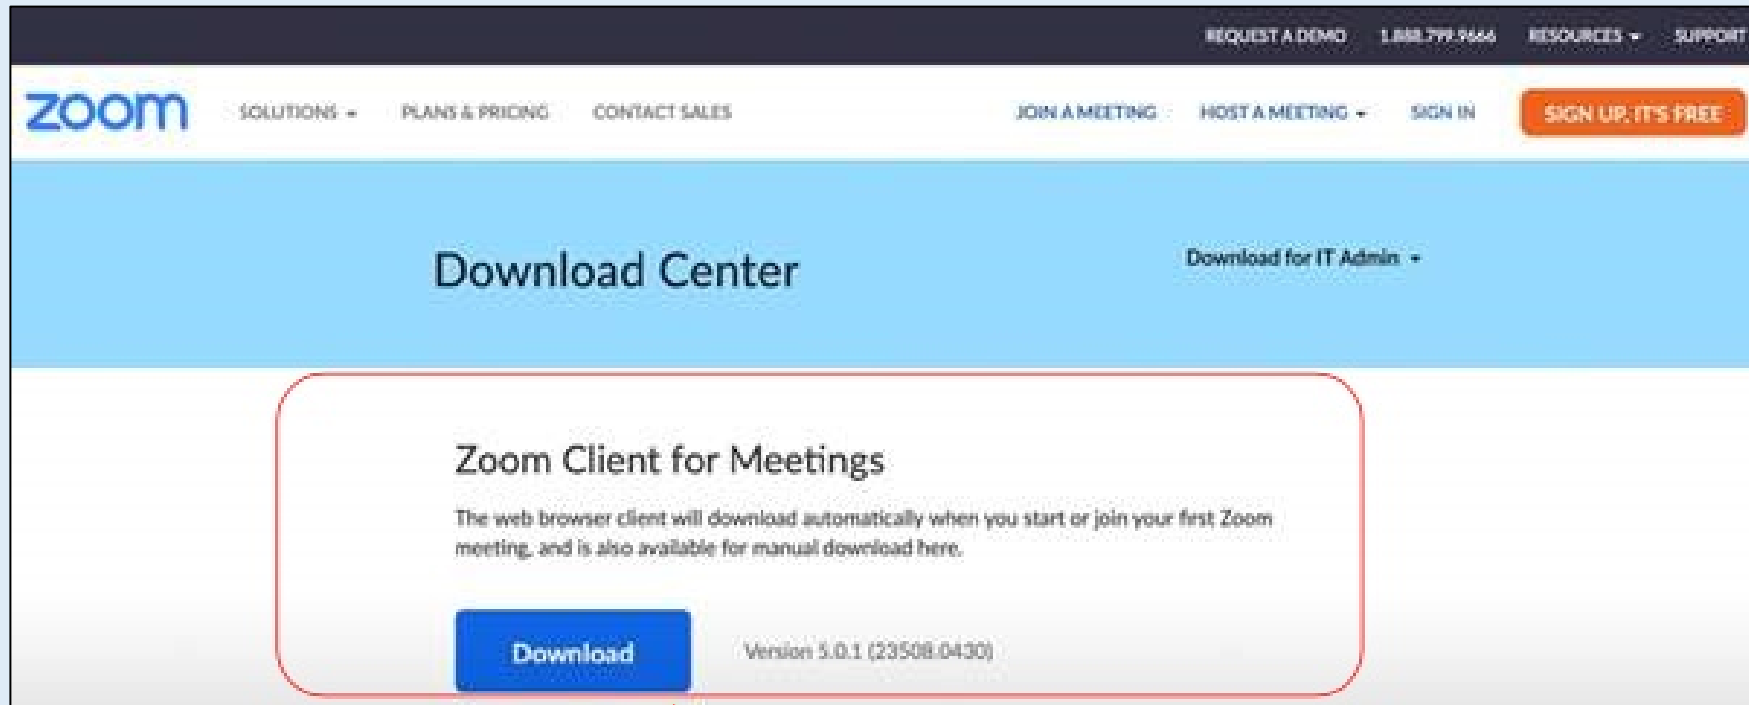 REQUEST A DEMO 1.888.799.9666 RESOURCES SUPPORT
zoom SOLUTIONS PLANS & PRICING CONTACT SALES JOIN A MEETING HOST A MEETING SIGN IN SIGN UP, IT'S FREE
Download Center Download for IT Admin
Zoom Client for Meetings
The web browser client will download automatically when you start or join your first Zoom
meeting, and is also available for manual download here.
Download Version 5.0.1 (23508.0430)